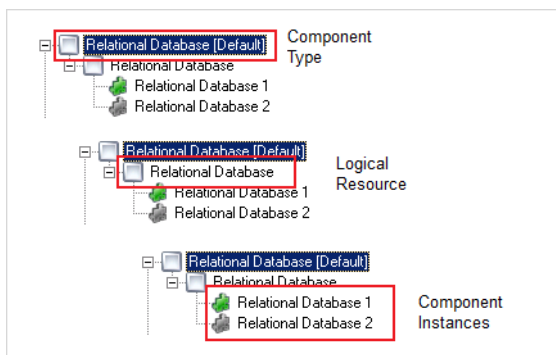 Relational Database [Default]
Component
Type
Relational Database
Relational Database 1
Relational Database 2
Relational Database [Default]
Relational Database
Logical
Resource
Relational Database 1
Relational Database 2
Relational Database [Default]
Relational Database
Relational Database 1
Component
Relational Database 2
Instances